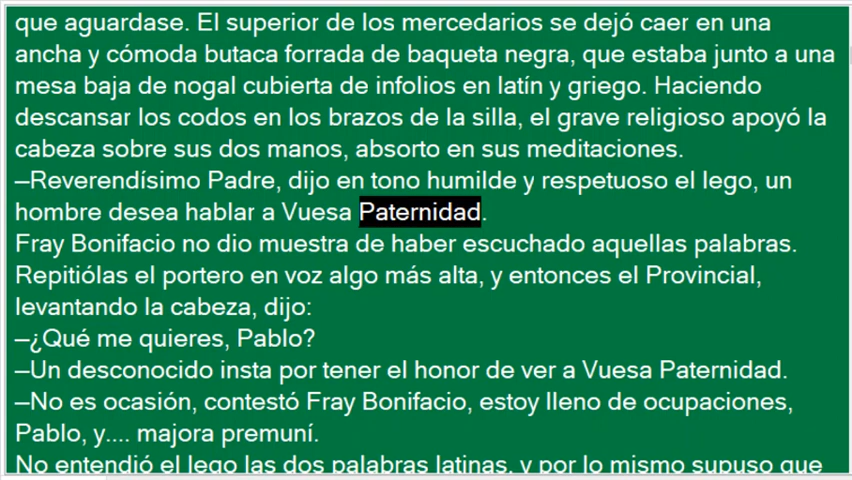 que aguardase. El superior de los mercedarios se dejó caer en una
ancha y cómoda butaca forrada de baqueta negra, que estaba junto a una
mesa baja de nogal cubierta de infolios en latín y griego. Haciendo
descansar los codos en los brazos de la silla, el grave religioso apoyó la
cabeza sobre sus dos manos, absorto en sus meditaciones.
—Reverendísimo Padre, dijo en tono humilde y respetuoso el lego, un
hombre desea hablar a Vuesa Paternidad.
Fray Bonifacio no dio muestra de haber escuchado aquellas palabras.
Repitiólas el portero en voz algo más alta, y entonces el Provincial,
levantando la cabeza, dijo:
—¿Qué me quieres, Pablo?
—Un desconocido insta por tener el honor de ver a Vuesa Paternidad.
—No es ocasión, contestó Fray Bonifacio, estoy lleno de ocupaciones,
Pablo, y.... majora premuní.
No entendió el lego las dos palabras latinas, y por lo mismo supuso que